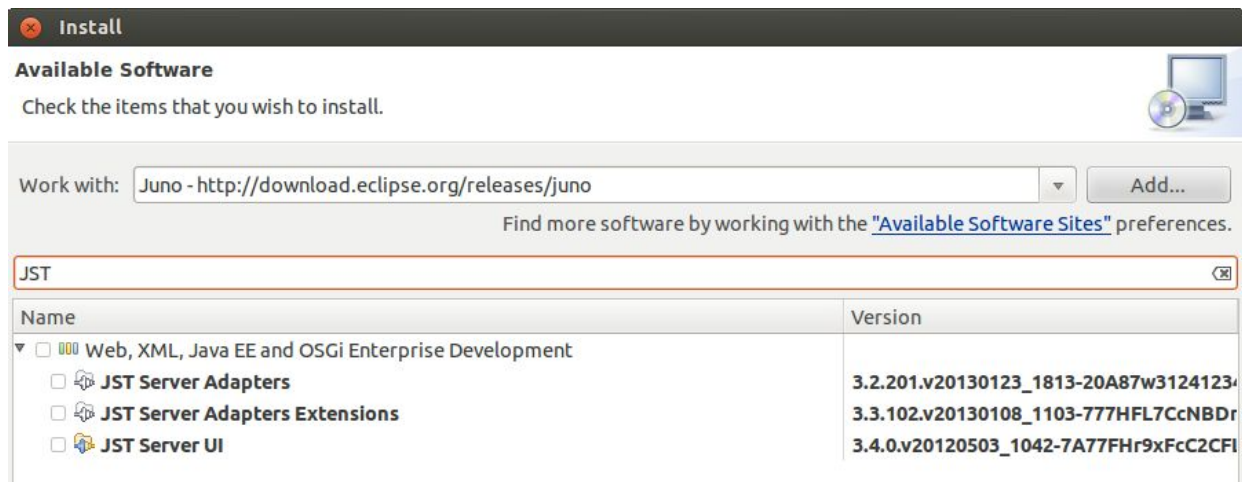 Install
Available Software
Check the items that you wish to install.
Work with: Juno - http://download.eclipse.org/releases/juno Add...
Find more software by working with the "Available Software Sites" preferences.
JST
Name Version
Web, XML, Java EE and OSGi Enterprise Development
JST Server Adapters 3.2.201.v20130123_1813-20A87w3124123
JST Server Adapters Extensions 3.3.102.v20130108_1103-777HFL7CcNBD
JST Server UI 3.4.0.v20120503_1042-7A77FHr9xFcC2CF